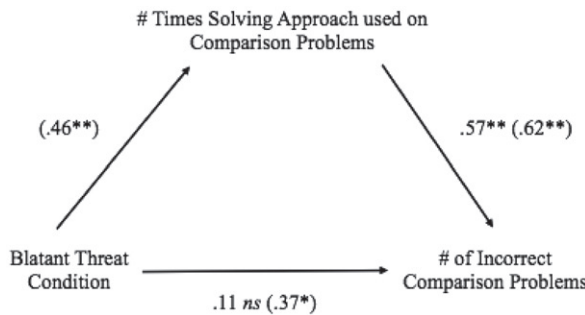 # Times Solving Approach used on
Comparison Problems
(.46**)
.57** (.62**)
Blatant Threat
Condition
# of Incorrect
Comparison Problems
.11 ns (.37*)